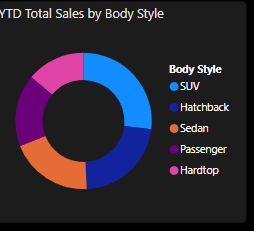 YTD Total Sales by Body Style
Body Style
SUV
Hatchback
Sedan
Passenger
Hardtop